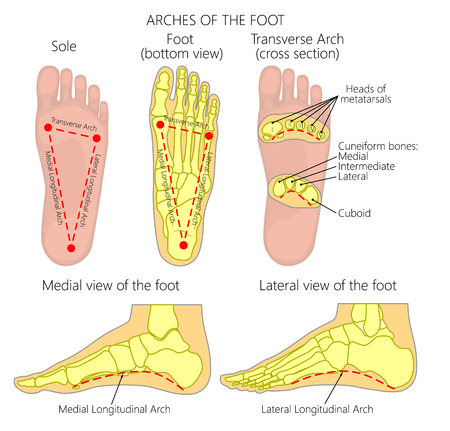 ARCHES OF THE FOOT
Sole
Foot
(bottom view)
Transverse Arch
(cross section)
Transverse Arch
Medial Longitudinal Arch
Lateral Longitudinal Arch
Transverse Arch
Medial Longitudinal Arch
Lateral Longitudinal Arch
Heads of
metatarsals
Cuneiform bones:
Medial
Intermediate
Lateral
Cuboid
Medial view of the foot
Lateral view of the foot
Medial Longitudinal Arch
Lateral Longitudinal Arch